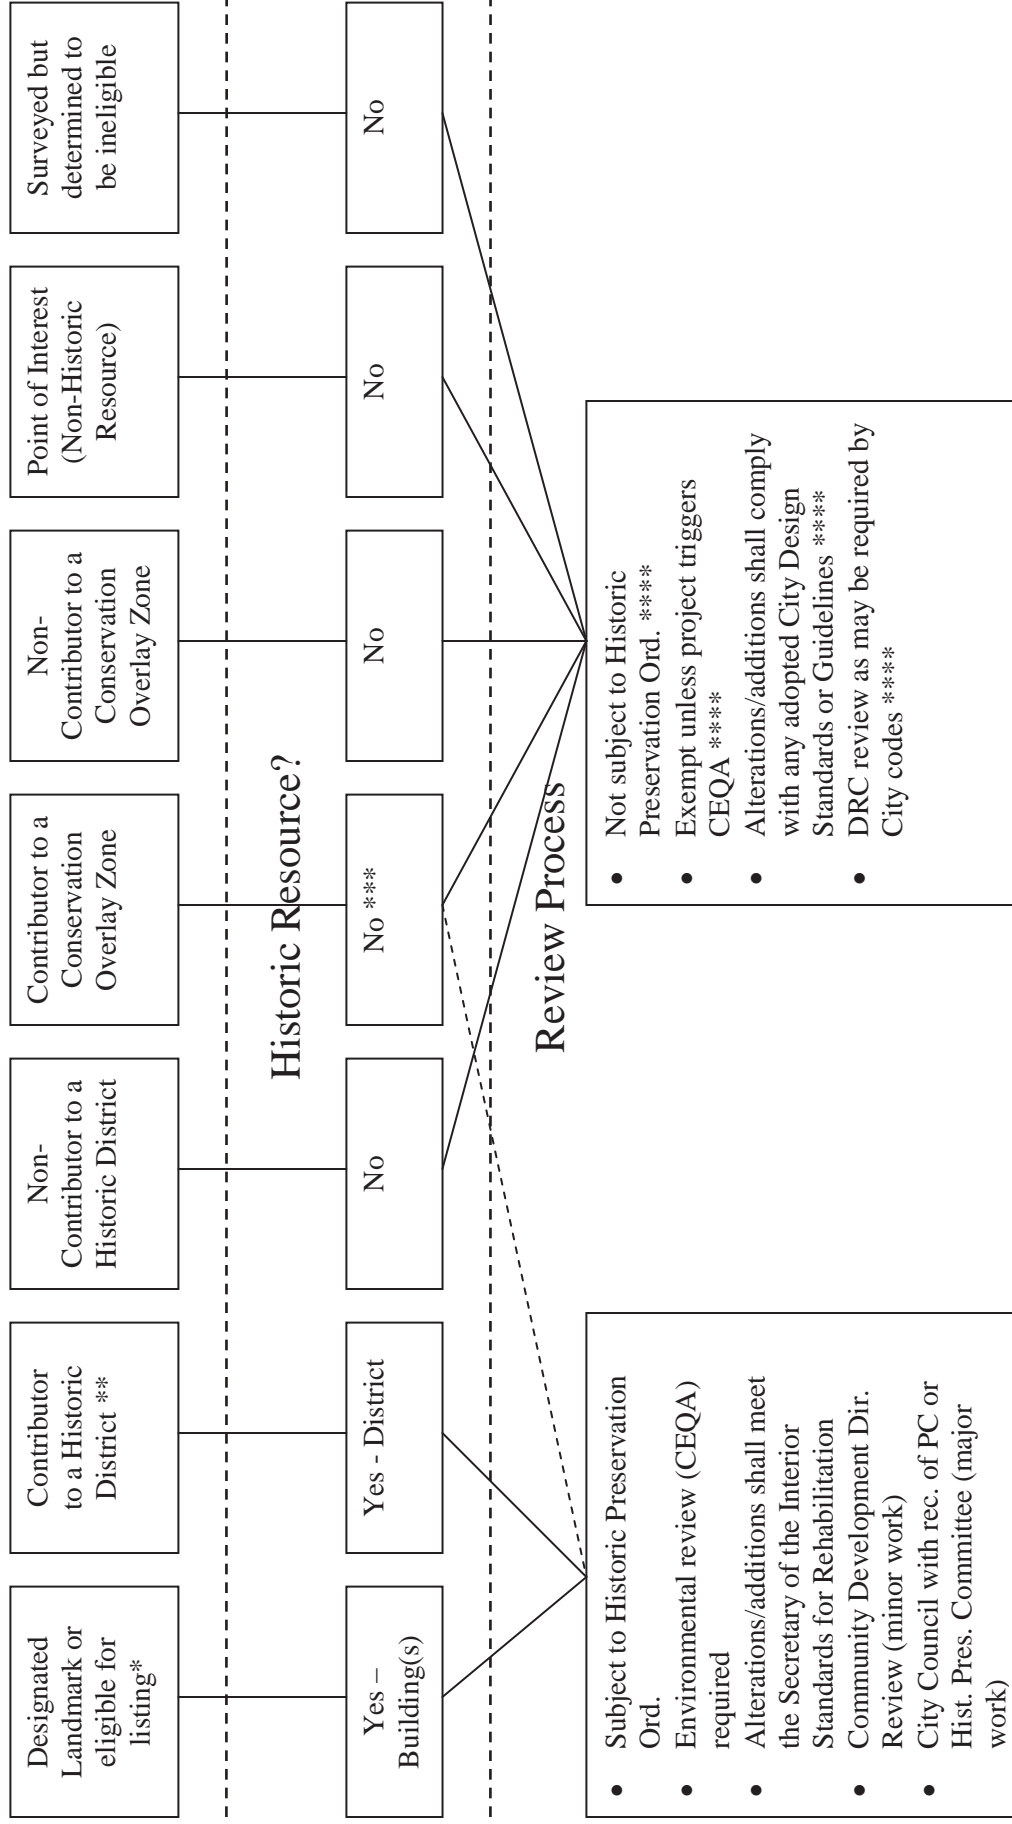 Designated
Landmark or
eligible for
listing*
Contributor
to a Historic
District **
Non-
Contributor to a
Historic District
Contributor to a
Conservation
Overlay Zone
Non-
Contributor to a
Conservation
Overlay Zone
Point of Interest
(Non-Historic
Resource)
Surveyed but
determined to
be ineligible
Historic Resource?
Yes –
Building(s)
Yes - District
No
No ***
No
No
No
Review Process
• Subject to Historic Preservation
Ord.
• Environmental review (CEQA)
required
• Alterations/additions shall meet
the Secretary of the Interior
Standards for Rehabilitation
• Community Development Dir.
Review (minor work)
• City Council with rec. of PC or
Hist. Pres. Committee (major
work)
• Not subject to Historic
Preservation Ord. ****
• Exempt unless project triggers
CEQA ****
• Alterations/additions shall comply
with any adopted City Design
Standards or Guidelines ****
• DRC review as may be required by
City codes ****